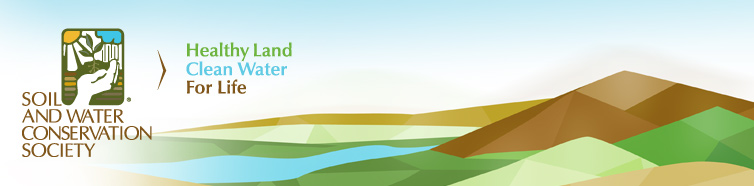 SOIL
AND WATER
CONSERVATION
SOCIETY
®
Healthy Land
Clean Water
For Life